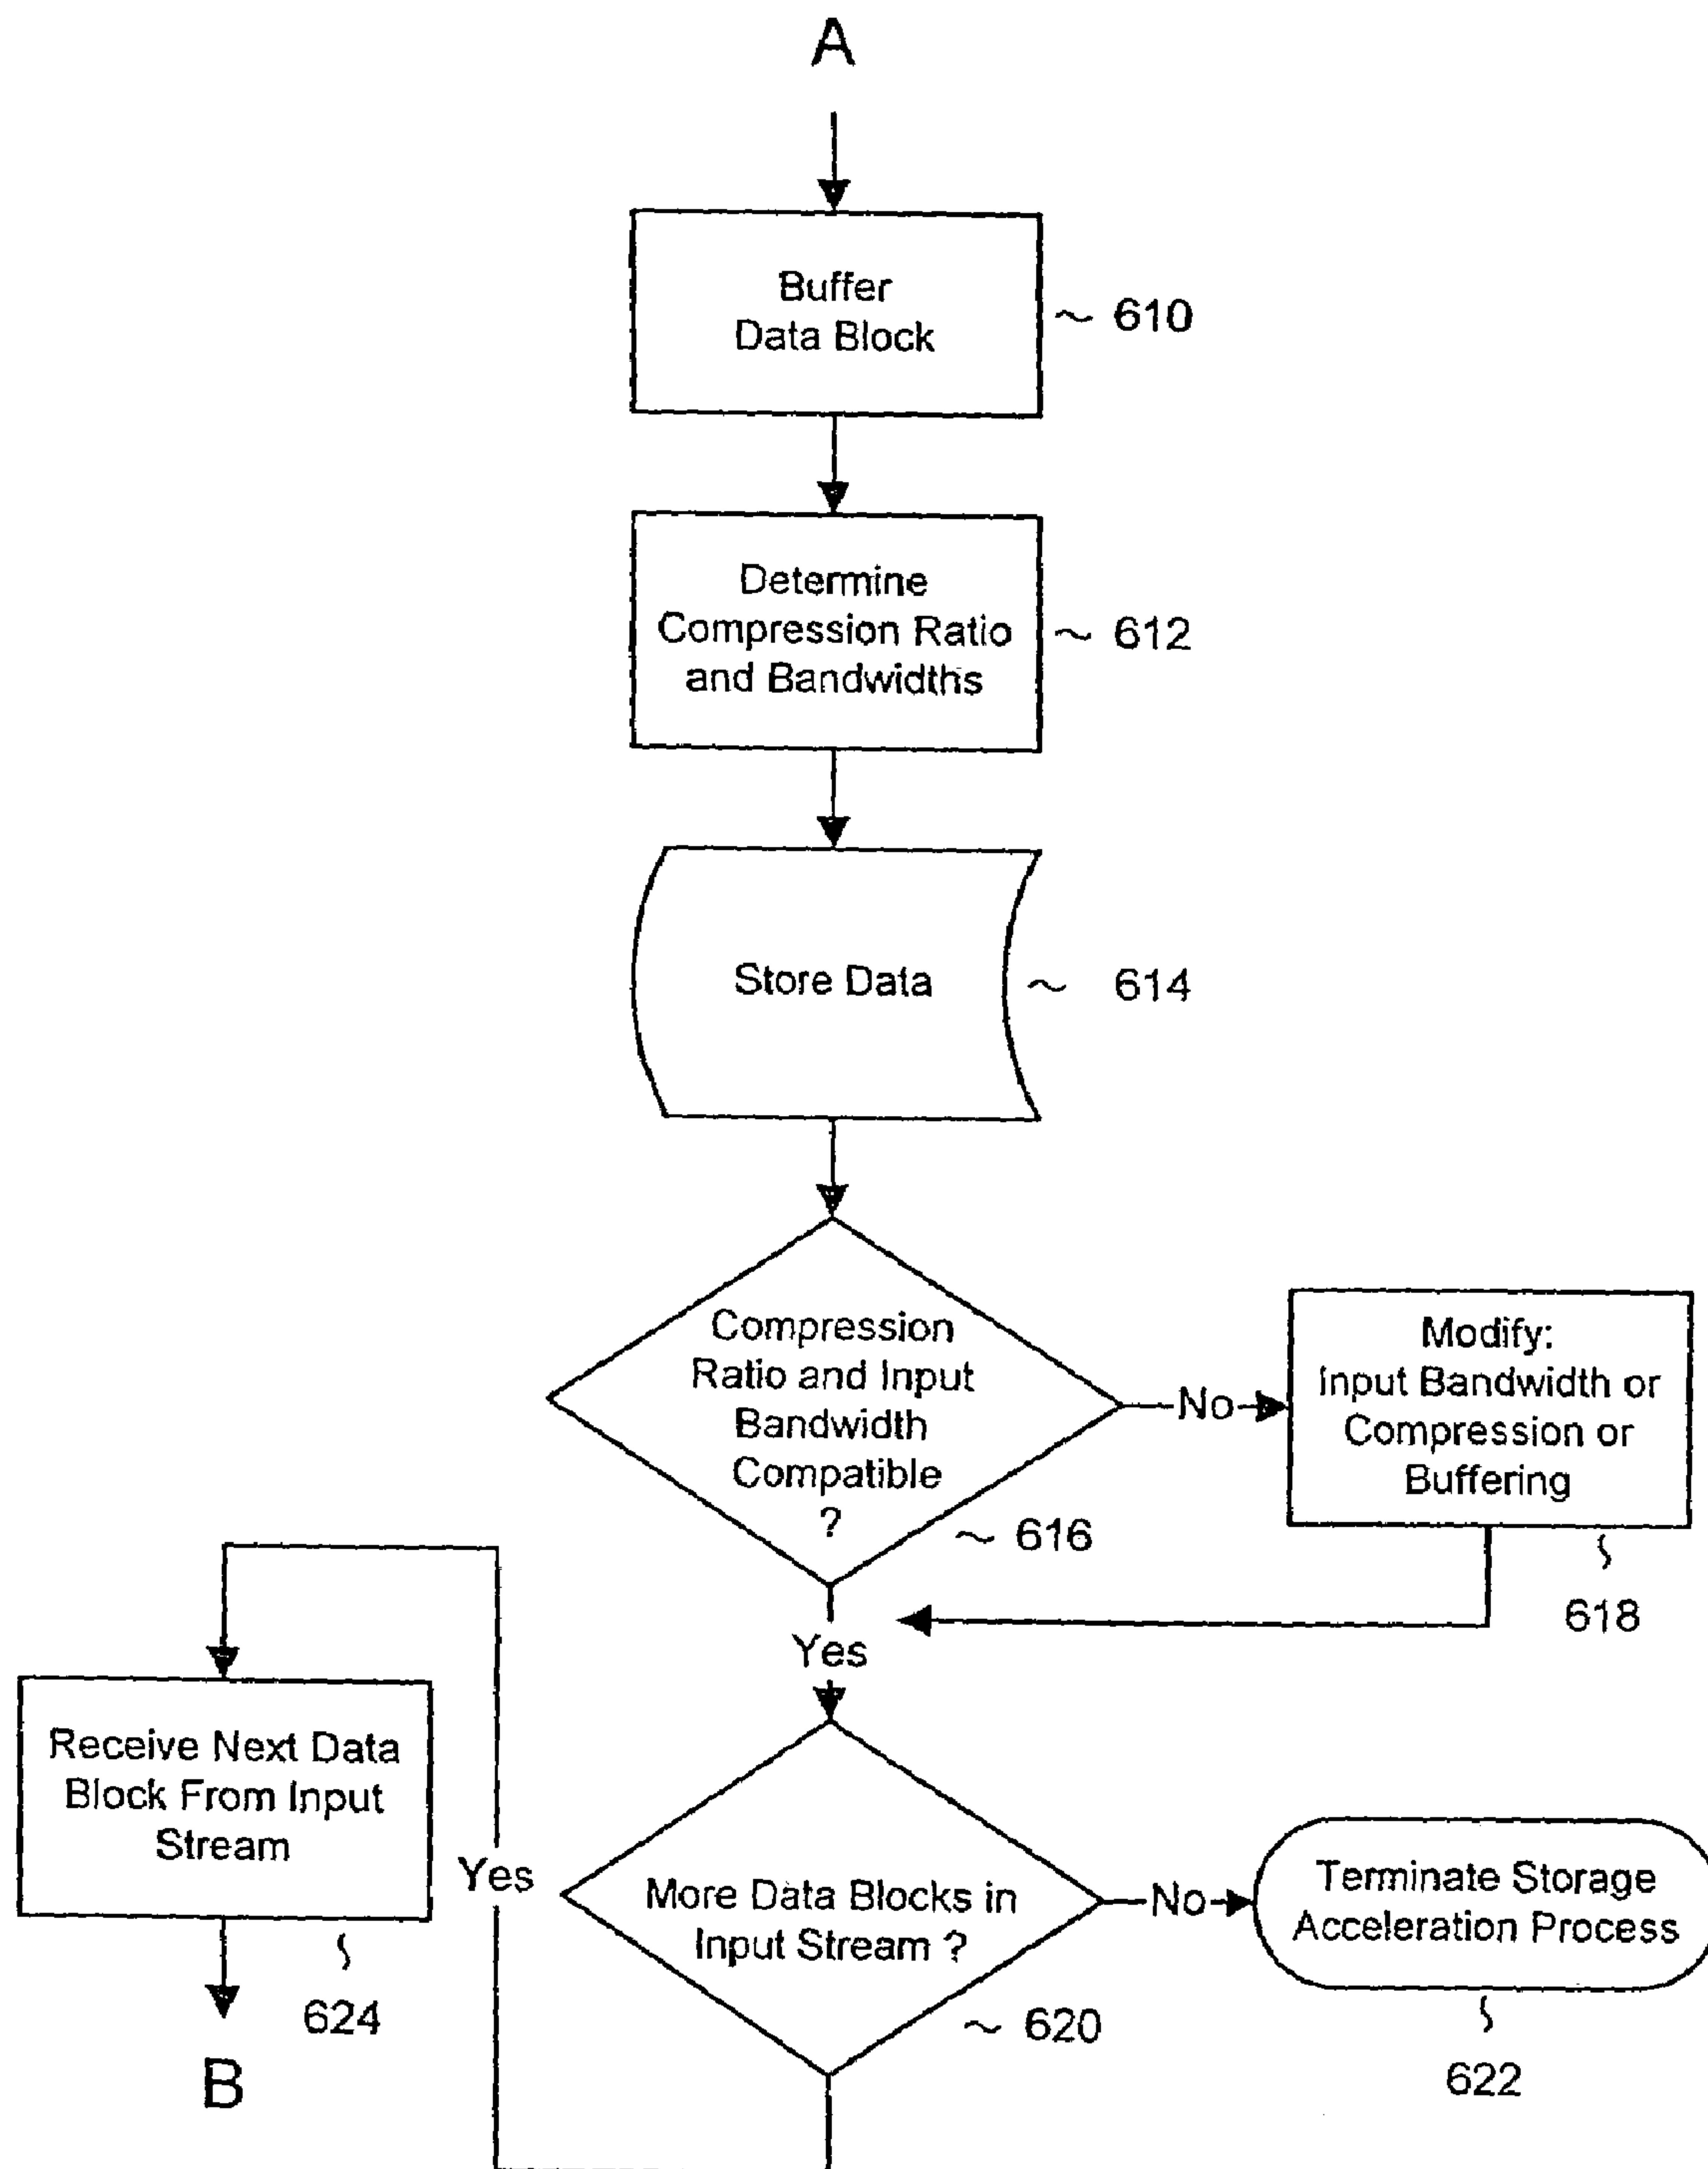 A
Buffer
Data Block
610
Determine
Compression Ratio
and Bandwidths
612
Store Data
614
Compression
Ratio and Input
Bandwidth
Compatible
?
616
No
Modify:
Input Bandwidth or
Compression or
Buffering
618
Yes
More Data Blocks in
Input Stream ?
620
No
Terminate Storage
Acceleration Process
622
Yes
Receive Next Data
Block From Input
Stream
624
B